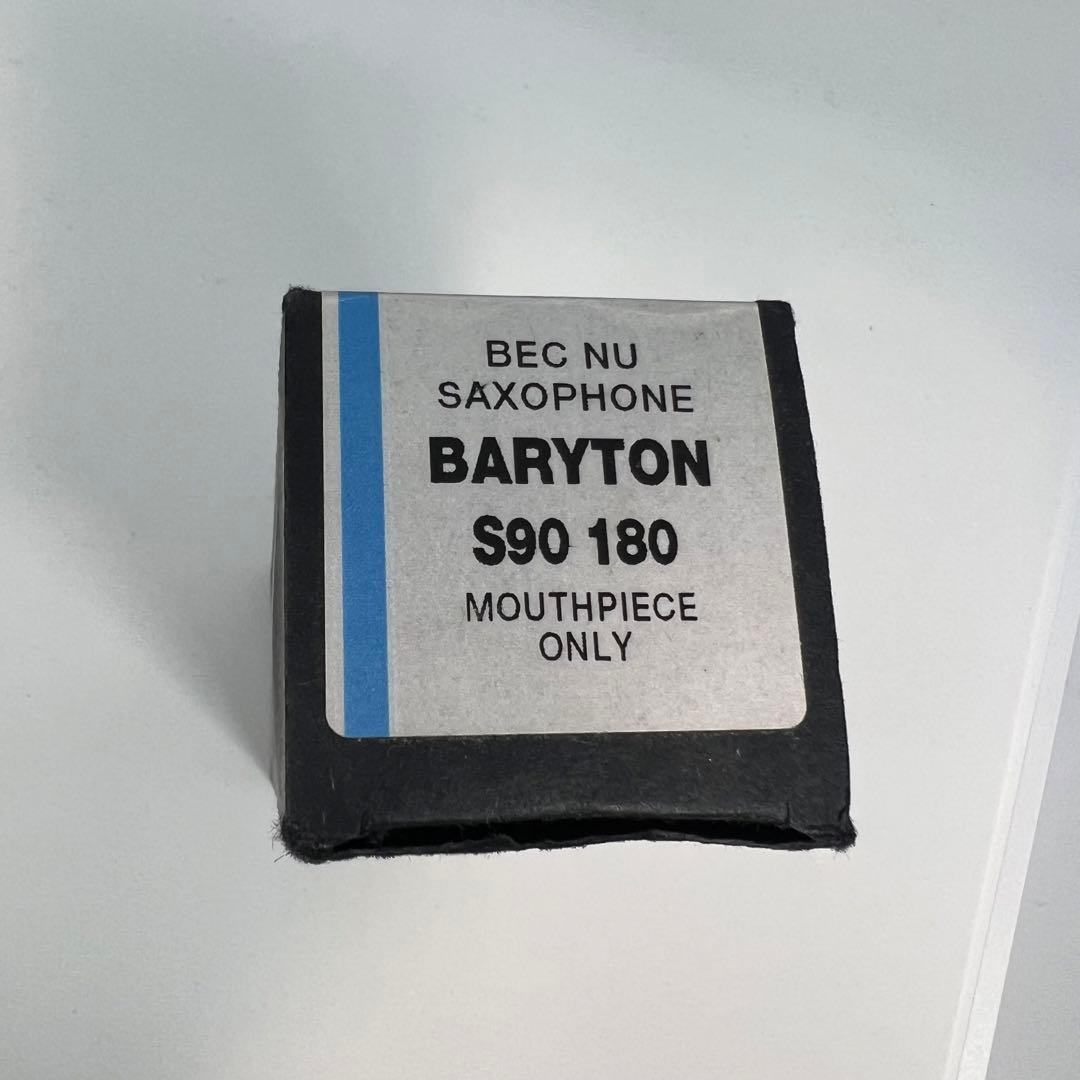 BEC NU
SAXOPHONE
BARYTON
S90 180
MOUTHPIECE
ONLY